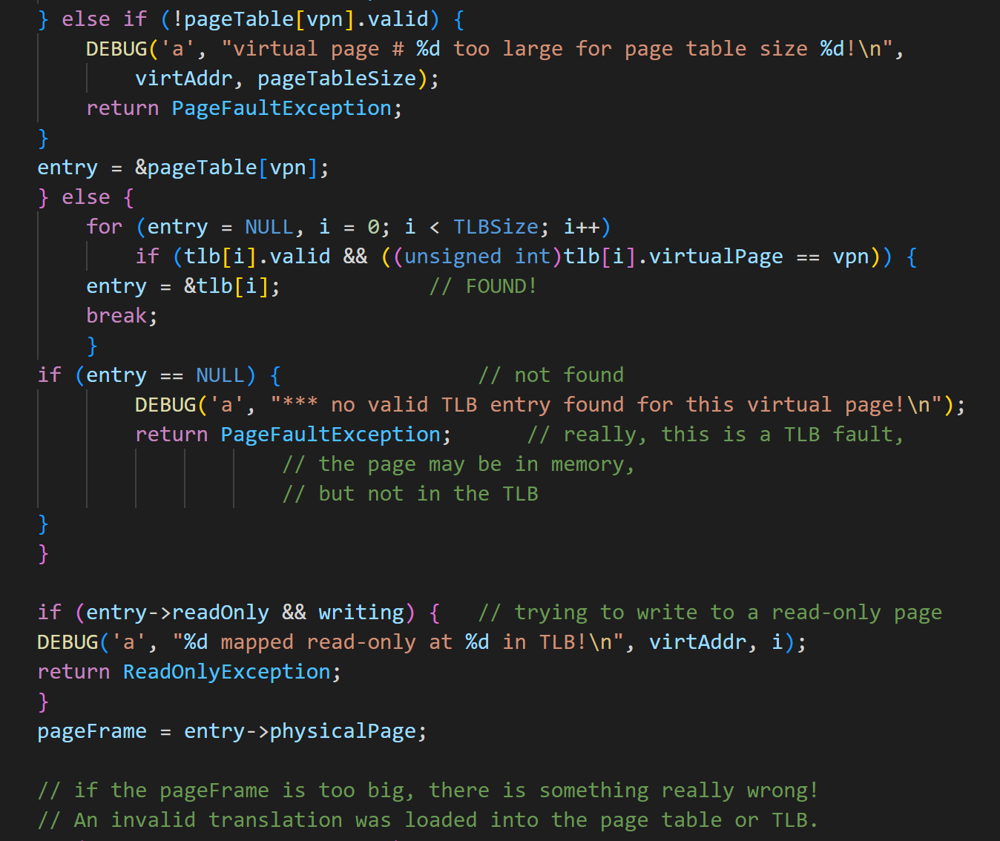 } else if (!pageTable[vpn].valid) {
DEBUG('a', "virtual page # %d too large for page table size %d!\n",
virtAddr, pageTableSize);
return PageFaultException;
}
entry = &pageTable[vpn];
} else {
for (entry = NULL, i = 0; i < TLBSize; i++)
if (tlb[i].valid && ((unsigned int)tlb[i].virtualPage == vpn)) {
entry = &tlb[i];            // FOUND!
break;
}
if (entry == NULL) {                // not found
DEBUG('a', "*** no valid TLB entry found for this virtual page!\n");
return PageFaultException;      // really, this is a TLB fault,
// the page may be in memory,
// but not in the TLB
}
}
if (entry->readOnly && writing) {   // trying to write to a read-only page
DEBUG('a', "%d mapped read-only at %d in TLB!\n", virtAddr, i);
return ReadOnlyException;
}
pageFrame = entry->physicalPage;
// if the pageFrame is too big, there is something really wrong!
// An invalid translation was loaded into the page table or TLB.